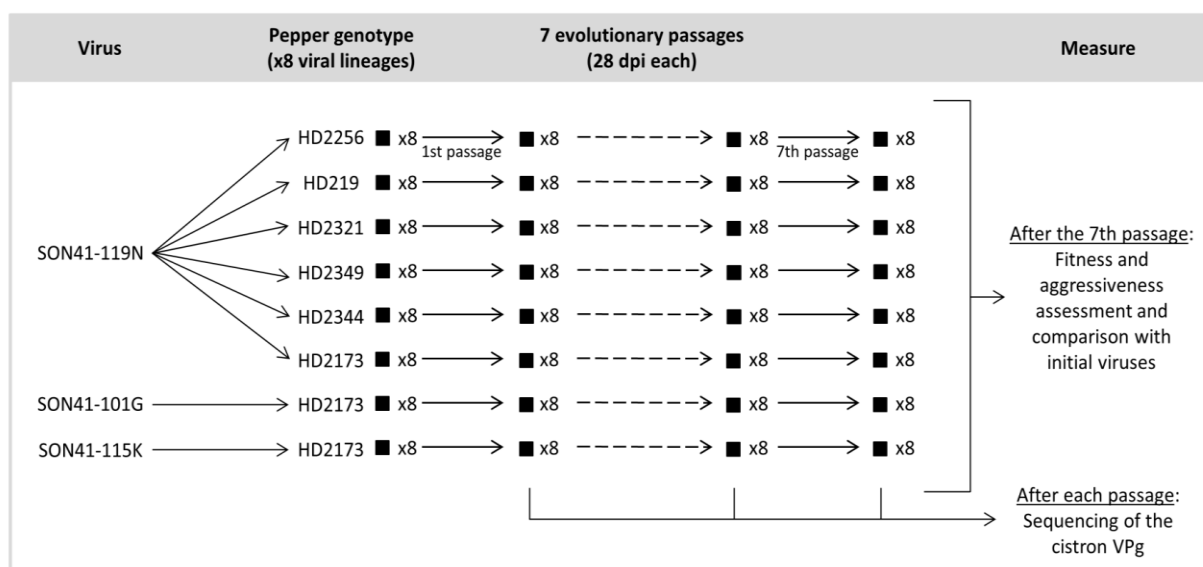 Virus
Pepper genotype
(x8 viral lineages)
7 evolutionary passages
(28 dpi each)
Measure
SON41-119N
HD2256 x8 1st passage x8 x8 7th passage x8
HD219 x8 x8 x8 x8
HD2321 x8 x8 x8 x8
HD2349 x8 x8 x8 x8
HD2344 x8 x8 x8 x8
HD2173 x8 x8 x8 x8
SON41-101G HD2173 x8 x8 x8 x8
SON41-115K HD2173 x8 x8 x8 x8
After the 7th passage:
Fitness and
aggressiveness
assessment and
comparison with
initial viruses
After each passage:
Sequencing of the
cistron VPg